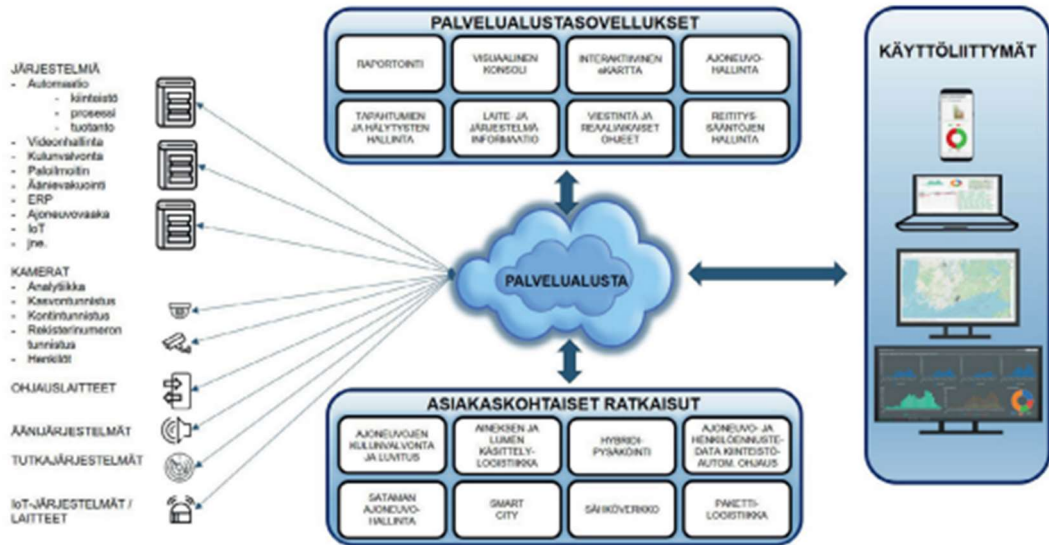 PALVELUALUSTASOVELLUKSET
RAPORTOINTI
VISUAALINEN
KONSOLI
INTERAKTIIVINEN
eKARTTA
AJONEUVO-
HALLINTA
TAPAHTUMIEN
JA HÄLYTYSTEN
HALLINTA
LAITE- JA
JÄRJESTELMÄ
INFORMAATIO
VIESTINTÄ JA
REAALIAIKAISET
OHJEET
REITITYS-
SÄÄNTÖJEN
HALLINTA
KÄYTTÖLIITTYMÄT
JÄRJESTELMIÄ
- Automaatio
- kiinteistö
- prosessi
- tuotanto
- Videonhallinta
- Kulunvalvonta
- Paloilmoitin
- Äänievakuointi
- ERP
- Ajoneuvovaaka
- IoT
- jne.
KAMERAT
- Analytiikka
- Kasvontunnistus
- Kontintunnistus
- Rekisterinumeron
tunnistus
- Henkilöt
OHJAUSLAITTEET
ÄÄNIJÄRJESTELMÄT
TUTKAJÄRJESTELMÄT
IoT-JÄRJESTELMÄT /
LAITTEET
PALVELUALUSTA
ASIAKASKOHTAISET RATKAISUT
AJONEUVOJEN
KULUNVALVONTA
JA LUVITUS
AINEKSEN JA
LUMEN
KÄSITTELY-
LOGISTIIKKA
HYBRIDI-
PYSÄKÖINTI
AJONEUVO- JA
HENKILÖENNUSTE-
DATA KIINTEISTÖ-
AUTOM. OHJAUS
SATAMAN
AJONEUVO-
HALLINTA
SMART
CITY
SÄHKÖVERKKO
PAKETTI-
LOGISTIIKKA